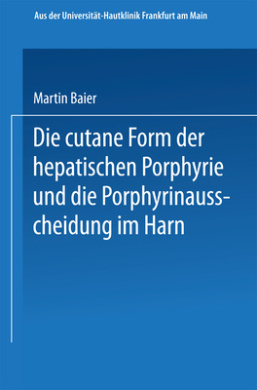 Aus der Universität-Hautklinik Frankfurt am Main
Martin Baier
Die cutane Form der
hepatischen Porphyrie
und die Porphyrinauss-
cheidung im Harn